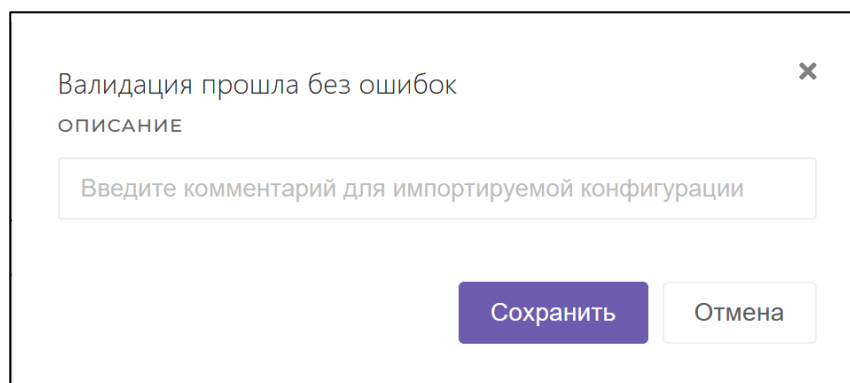 Валидация прошла без ошибок
ОПИСАНИЕ
Введите комментарий для импортируемой конфигурации
Сохранить
Отмена